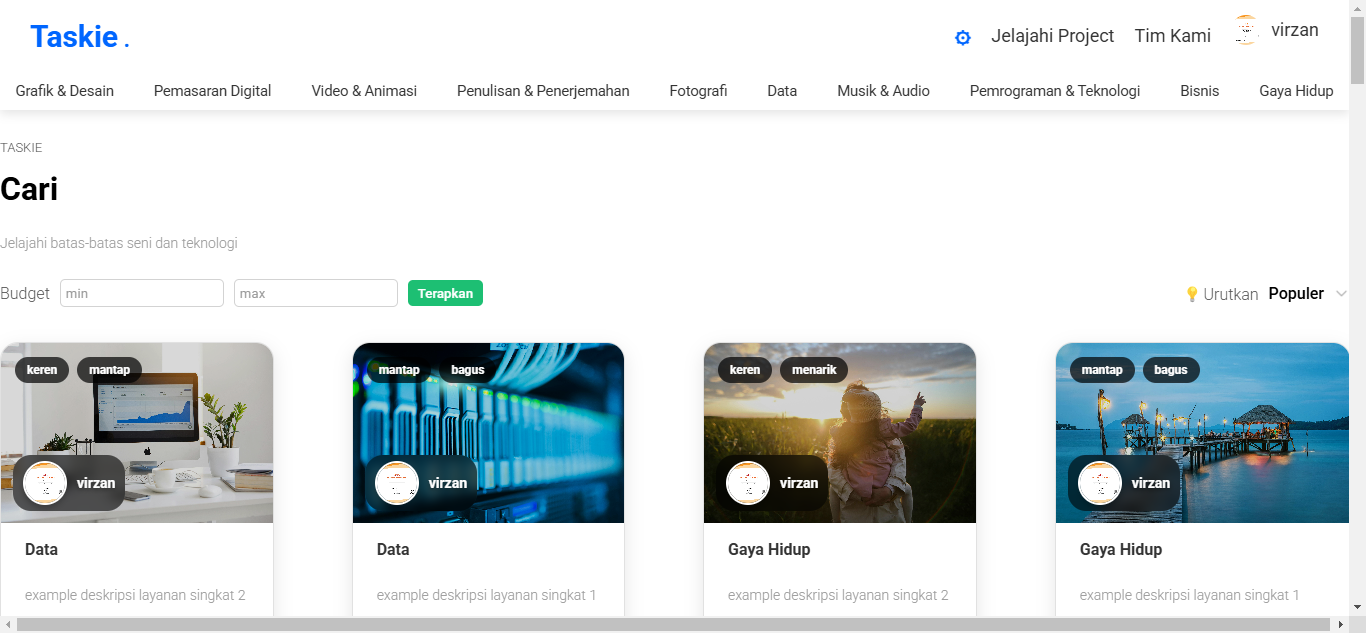 Taskie .
Jelajahi Project Tim Kami virzan
Grafik & Desain Pemasaran Digital Video & Animasi Penulisan & Penerjemahan Fotografi Data Musik & Audio Pemrograman & Teknologi Bisnis Gaya Hidup
TASKIE
Cari
Jelajahi batas-batas seni dan teknologi
Budget min max Terapkan Urutkan Populer
keren mantap mantap bagus keren menarik mantap bagus
virzan virzan virzan virzan
Data Data Gaya Hidup Gaya Hidup
example deskripsi layanan singkat 2 example deskripsi layanan singkat 1 example deskripsi layanan singkat 2 example deskripsi layanan singkat 1